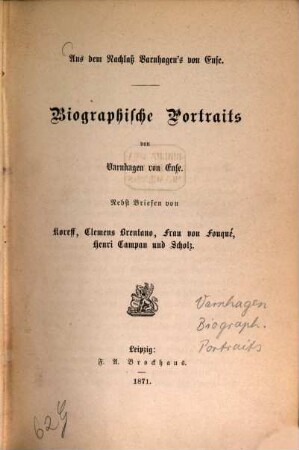 Aus dem Nachlaß Varnhagen's von Ense.
Biographische Portraits
von
Varnhagen von Ense.
Nebst Briefen von
Koreff, Clemens Brentano, Frau von Fouqué,
Henri Campan und Scholz.
Varnhagen
Biograph.
Portraits
Leipzig:
F. A. Brockhaus.
1871.